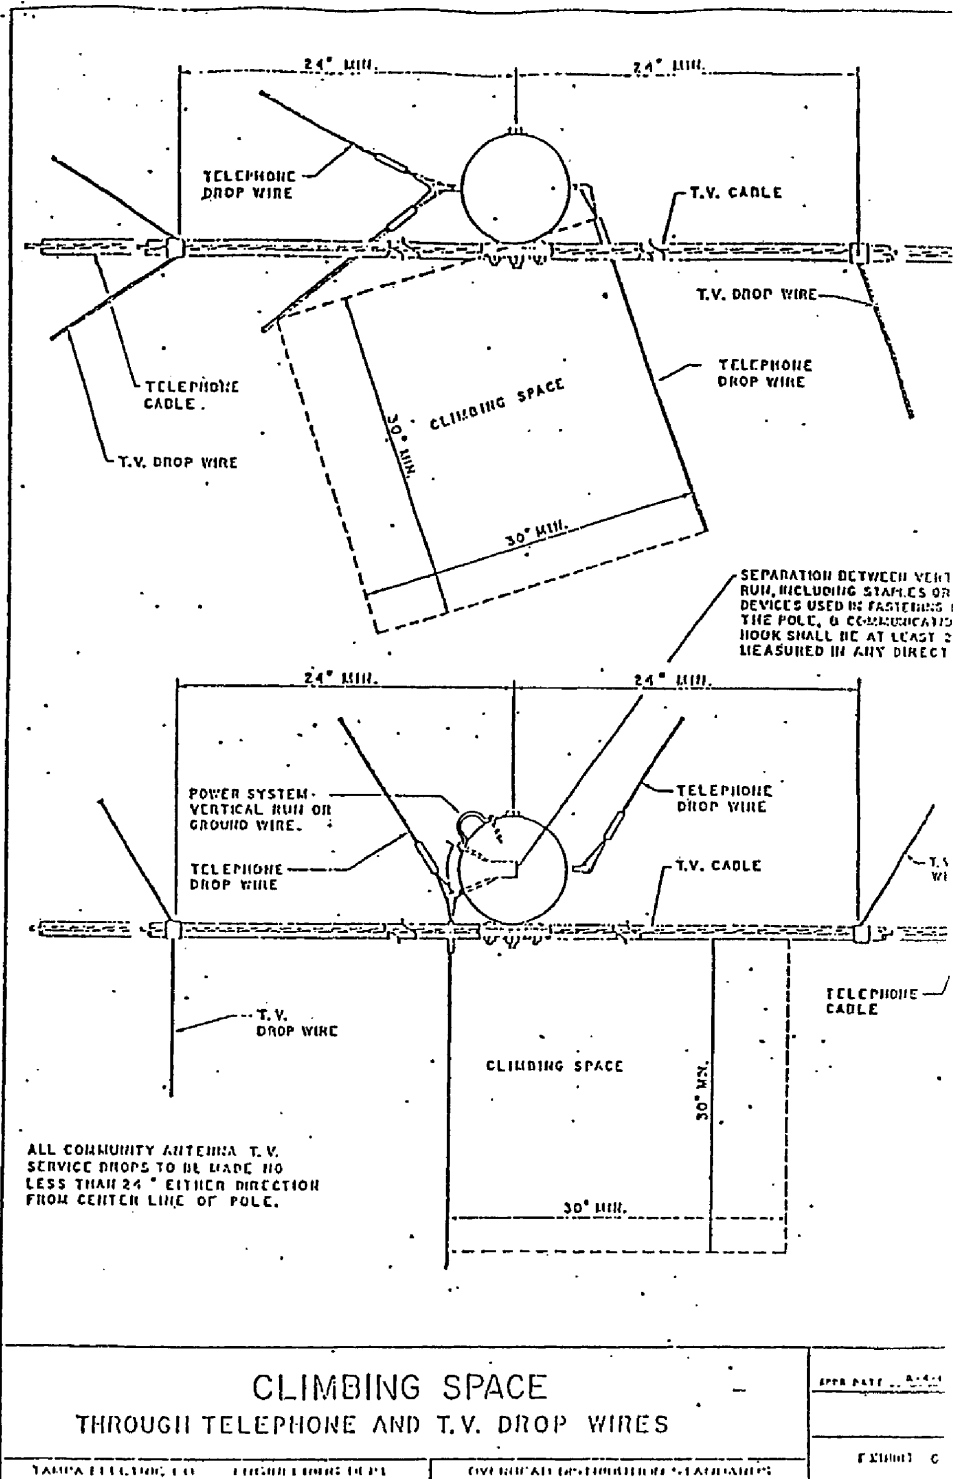 24" MIN.
24" MIN.
TELEPHONE
DROP WIRE
T.V. CABLE
T.V. DROP WIRE
TELEPHONE
DROP WIRE
TELEPHONE
CABLE.
CLIMBING SPACE
30" MIN.
T.V. DROP WIRE
30" MIN.
SEPARATION BETWEEN VERT
RUN, INCLUDING STAPLES OR
DEVICES USED IN FASTENING
THE POLE, & COMMUNICATIO
HOOK SHALL BE AT LEAST 2
MEASURED IN ANY DIRECT
24" MIN.
24" MIN.
POWER SYSTEM
VERTICAL RUN OR
GROUND WIRE.
TELEPHONE
DROP WIRE
TELEPHONE
DROP WIRE
T.V. CABLE
T.V.
WI
T.V.
DROP WIRE
TELEPHONE
CABLE
CLIMBING SPACE
30" MIN.
ALL COMMUNITY ANTENNA T.V.
SERVICE DROPS TO BE MADE NO
LESS THAN 24" EITHER DIRECTION
FROM CENTER LINE OF POLE.
30" MIN.
CLIMBING SPACE
THROUGH TELEPHONE AND T.V. DROP WIRES
APPR DATE
TAMPA ELECTRIC CO ENGINEERING DEPT
OVERHEAD DISTRIBUTION STANDARDS
EXHIBIT C